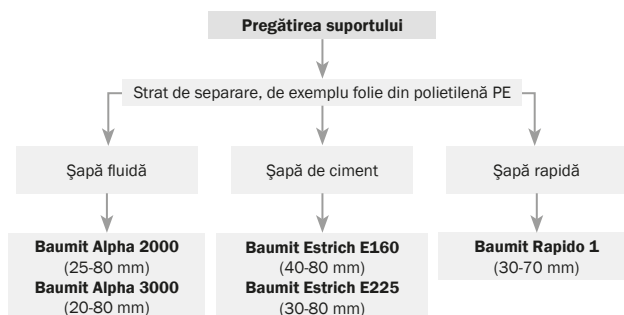 Pregătirea suportului
Strat de separare, de exemplu folie din polietilenă PE
Şapă fluidă
Şapă de ciment
Şapă rapidă
Baumit Alpha 2000
(25-80 mm)
Baumit Alpha 3000
(20-80 mm)
Baumit Estrich E160
(40-80 mm)
Baumit Estrich E225
(30-80 mm)
Baumit Rapido 1
(30-70 mm)